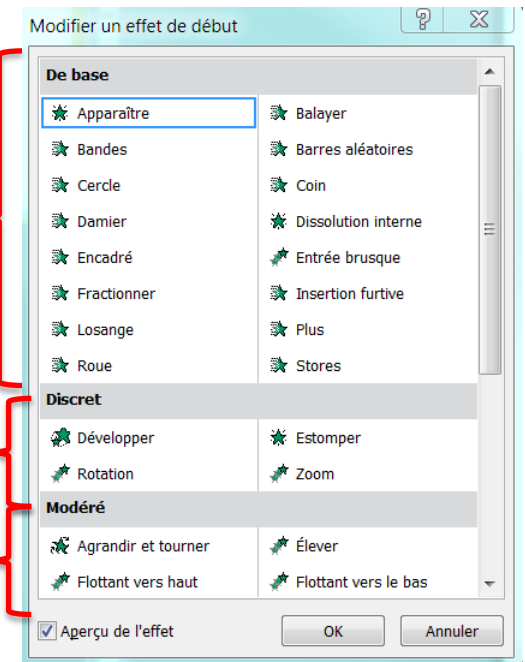 Modifier un effet de début
De base
Apparaître Balayer
Bandes Barres aléatoires
Cercle Coin
Damier Dissolution interne
Encadré Entrée brusque
Fractionner Insertion furtive
Losange Plus
Roue Stores
Discret
Développer Estomper
Rotation Zoom
Modéré
Agrandir et tourner Élever
Flottant vers haut Flottant vers le bas
Aperçu de l'effet OK Annuler